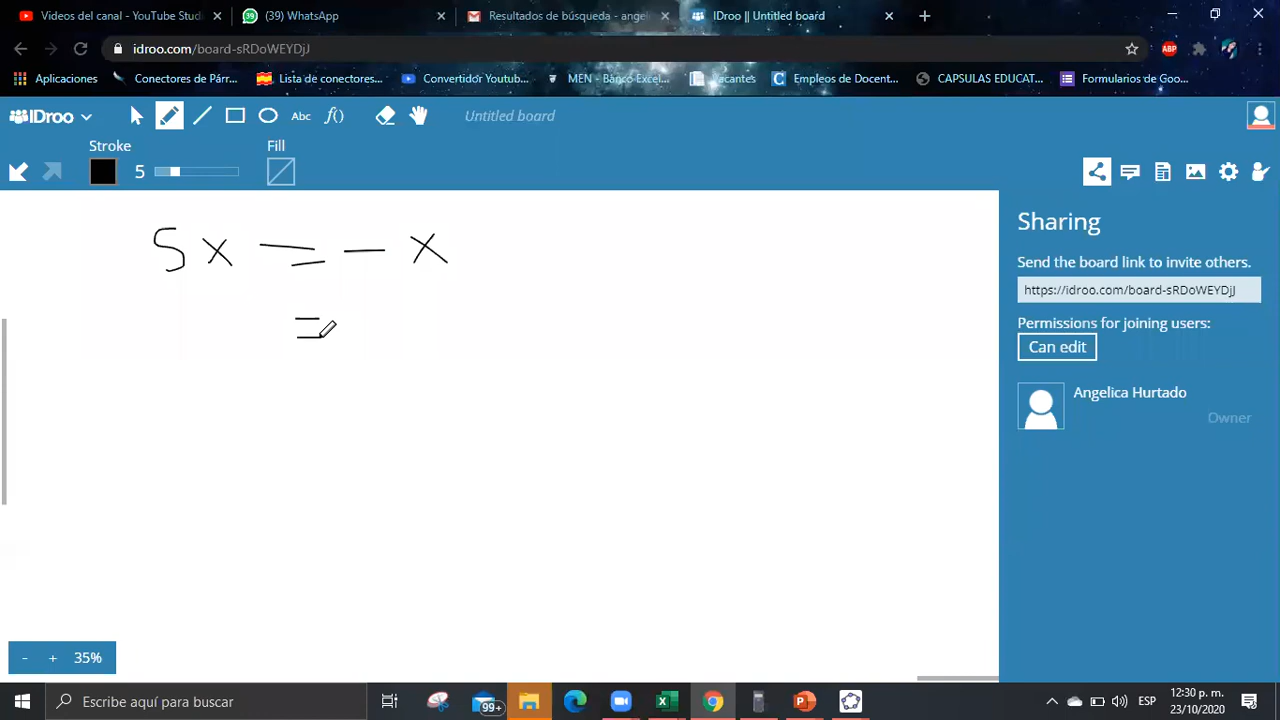 Videos del canal - YouTube Stud
(39) WhatsApp
Resultados de búsqueda - angel
IDroo || Untitled board
idroo.com/board-sRDoWEYDjJ
ABP
Aplicaciones
Conectores de Párr...
Lista de conectores...
Convertidor Youtub...
MEN - Banco Excel...
Vacantes
Empleos de Docent...
CAPSULAS EDUCAT...
Formularios de Goo...
IDroo
Abc
f()
Untitled board
Stroke
Fill
5
5x = - x
=
Sharing
Send the board link to invite others.
https://idroo.com/board-sRDoWEYDjJ
Permissions for joining users:
Can edit
Angelica Hurtado
Owner
- + 35%
Escribe aquí para buscar
99+
ESP
12:30 p. m.
23/10/2020